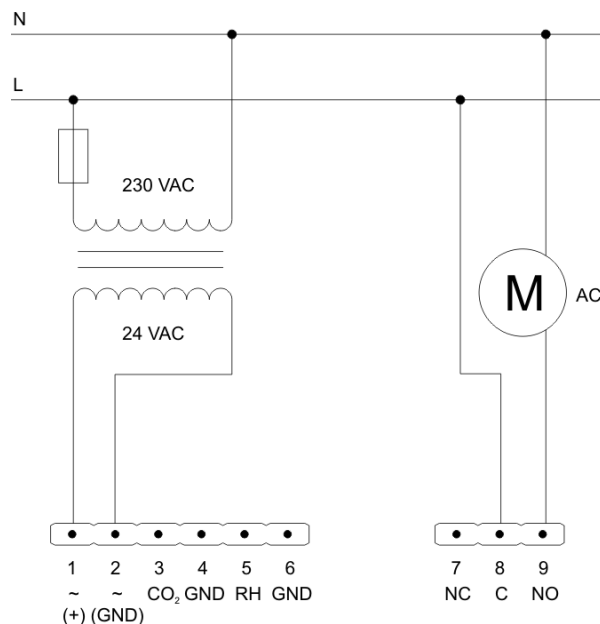 N
L
230 VAC
M AC
24 VAC
1 2 3 4 5 6 7 8 9
~ ~ CO₂ GND RH GND NC C NO
(+) (GND)